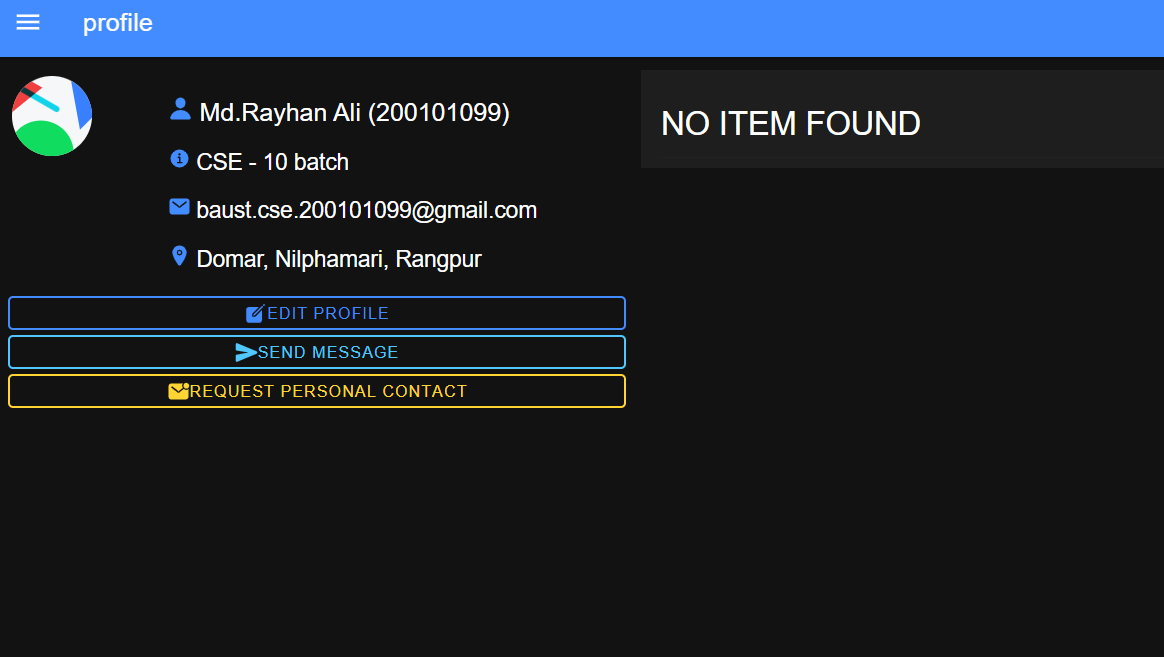 profile
Md.Rayhan Ali (200101099)
CSE - 10 batch
baust.cse.200101099@gmail.com
Domar, Nilphamari, Rangpur
EDIT PROFILE
SEND MESSAGE
REQUEST PERSONAL CONTACT
NO ITEM FOUND